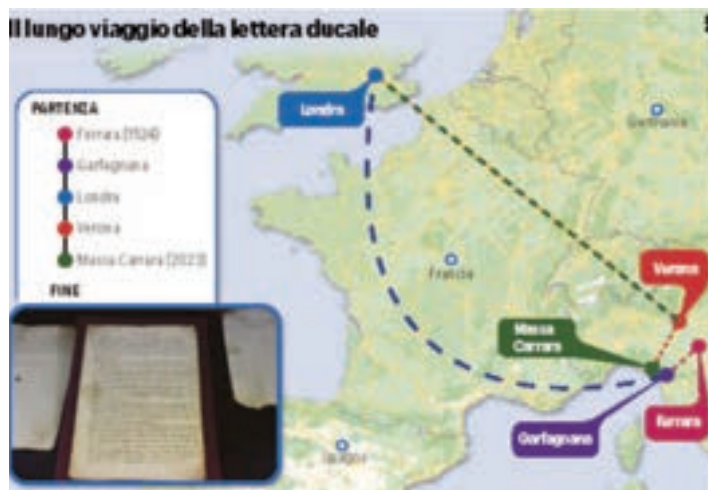 Il lungo viaggio della lettera ducale
PARTENZA
Ferrara (1524)
Garfagnana
Londra
Verona
Massa Carrara (2023)
FINE
Londra
Germania
Francia
Verona
Massa
Carrara
Garfagnana
Ferrara